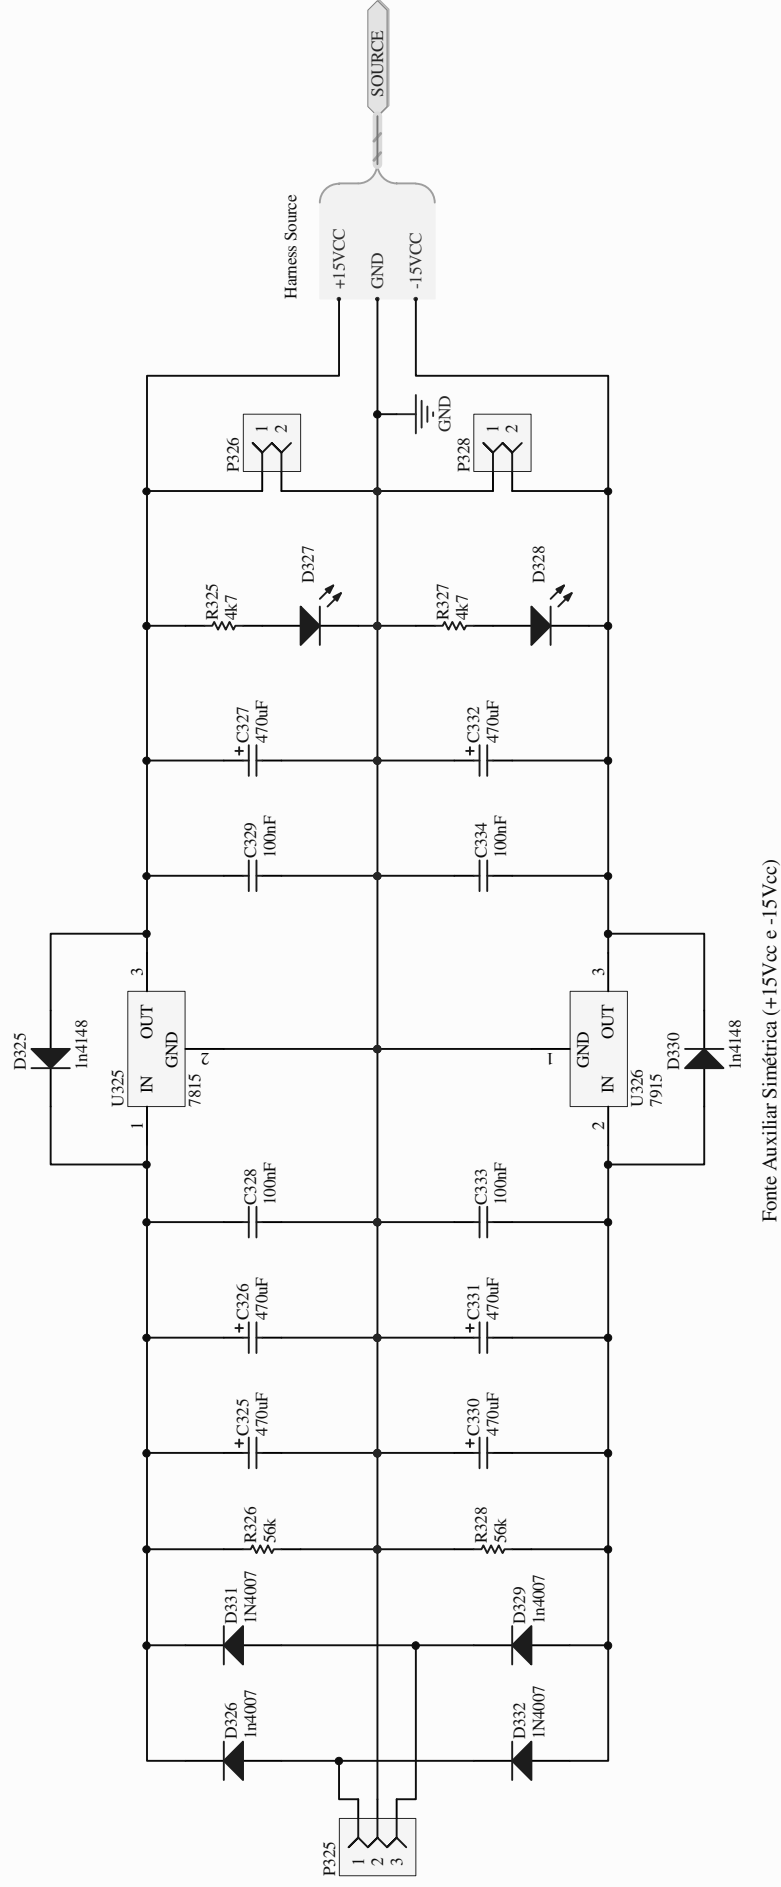 SOURCE
Harness Source
+15VCC
GND
-15VCC
GND
P326
1
2
P328
1
2
D327
R325
4k7
D328
R327
4k7
C327
470uF
+
C332
470uF
+
C329
100nF
C334
100nF
D325
1n4148
U325
7815
IN
OUT
GND
1
2
3
U326
7915
IN
OUT
GND
1
2
3
D330
1n4148
C328
100nF
C333
100nF
C326
470uF
+
C331
470uF
+
C325
470uF
+
C330
470uF
+
R326
56k
R328
56k
D331
1N4007
D329
1n4007
D326
1n4007
D332
1N4007
P325
1
2
3
Fonte Auxiliar Simétrica (+15Vcc e -15Vcc)